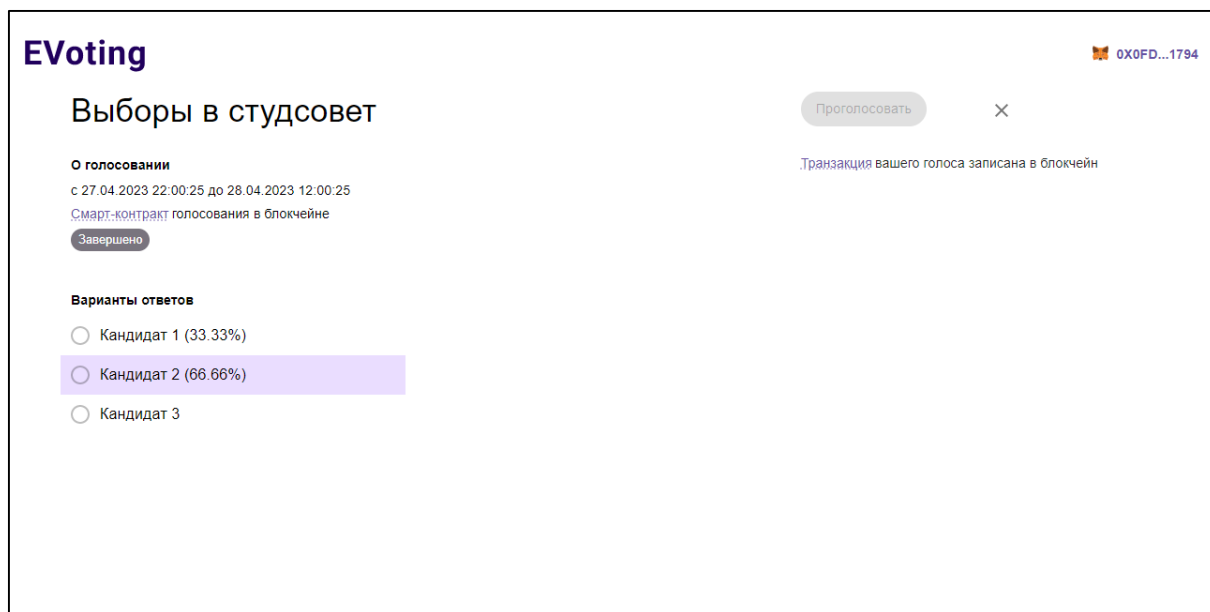 EVoting
0X0FD...1794
Выборы в студсовет
Проголосовать
О голосовании
с 27.04.2023 22:00:25 до 28.04.2023 12:00:25
Смарт-контракт голосования в блокчейне
Завершено
Транзакция вашего голоса записана в блокчейн
Варианты ответов
Кандидат 1 (33.33%)
Кандидат 2 (66.66%)
Кандидат 3